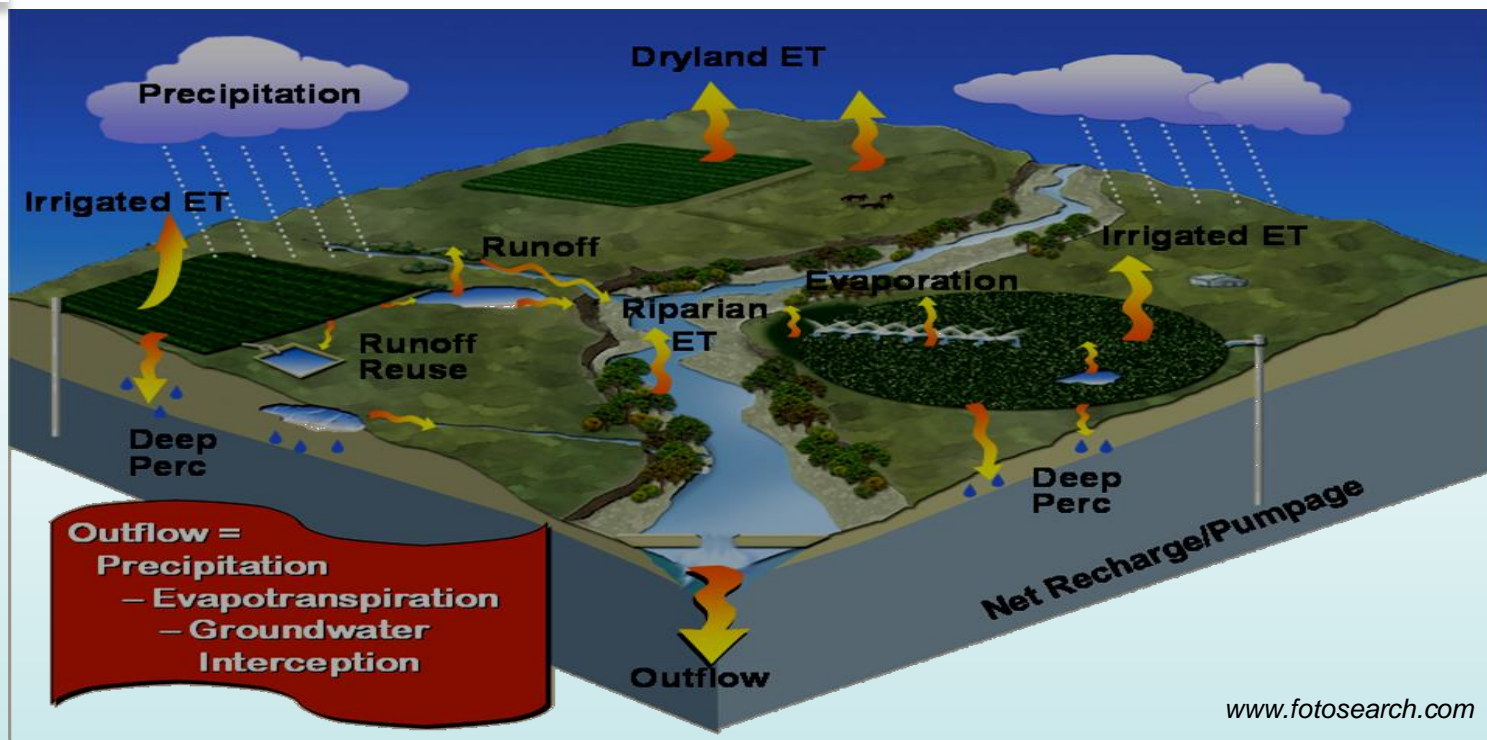 Dryland ET
Precipitation
Irrigated ET
Runoff
Irrigated ET
Evaporation
Riparian
ET
Runoff
Reuse
Deep
Perc
Deep
Perc
Net Recharge/Pumpage
Outflow =
Precipitation
– Evapotranspiration
– Groundwater
Interception
Outflow
www.fotosearch.com